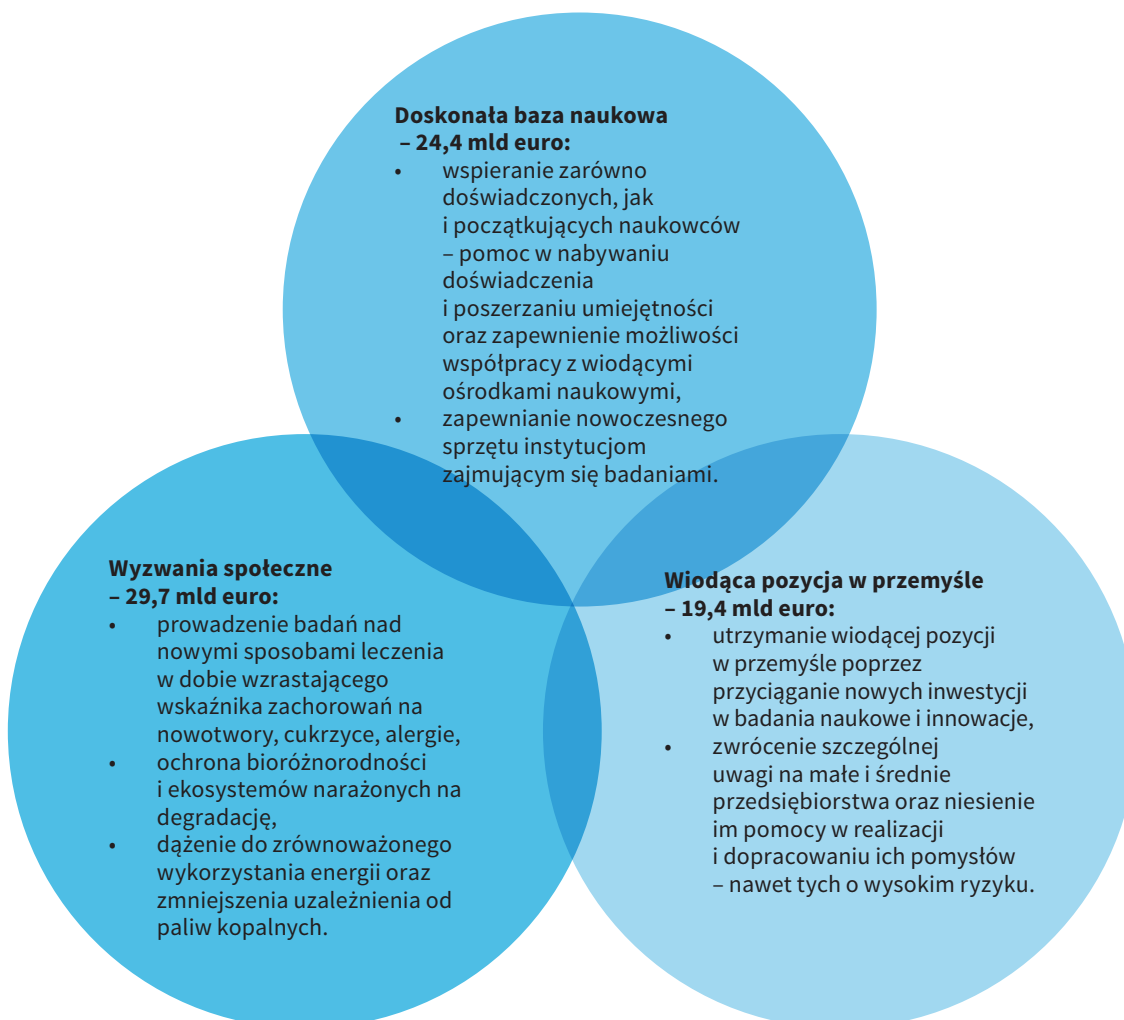 Doskonała baza naukowa
– 24,4 mld euro:
• wspieranie zarówno
doświadczonych, jak
i początkujących naukowców
– pomoc w nabywaniu
doświadczenia
i poszerzaniu umiejętności
oraz zapewnienie możliwości
współpracy z wiodącymi
ośrodkami naukowymi,
• zapewnianie nowoczesnego
sprzętu instytucjom
zajmującym się badaniami.
Wyzwania społeczne
– 29,7 mld euro:
• prowadzenie badań nad
nowymi sposobami leczenia
w dobie wzrastającego
wskaźnika zachorowań na
nowotwory, cukrzyce, alergie,
• ochrona bioróżnorodności
i ekosystemów narażonych na
degradację,
• dążenie do zrównoważonego
wykorzystania energii oraz
zmniejszenia uzależnienia od
paliw kopalnych.
Wiodąca pozycja w przemyśle
– 19,4 mld euro:
• utrzymanie wiodącej pozycji
w przemyśle poprzez
przyciąganie nowych inwestycji
w badania naukowe i innowacje,
• zwrócenie szczególnej
uwagi na małe i średnie
przedsiębiorstwa oraz niesienie
im pomocy w realizacji
i dopracowaniu ich pomysłów
– nawet tych o wysokim ryzyku.